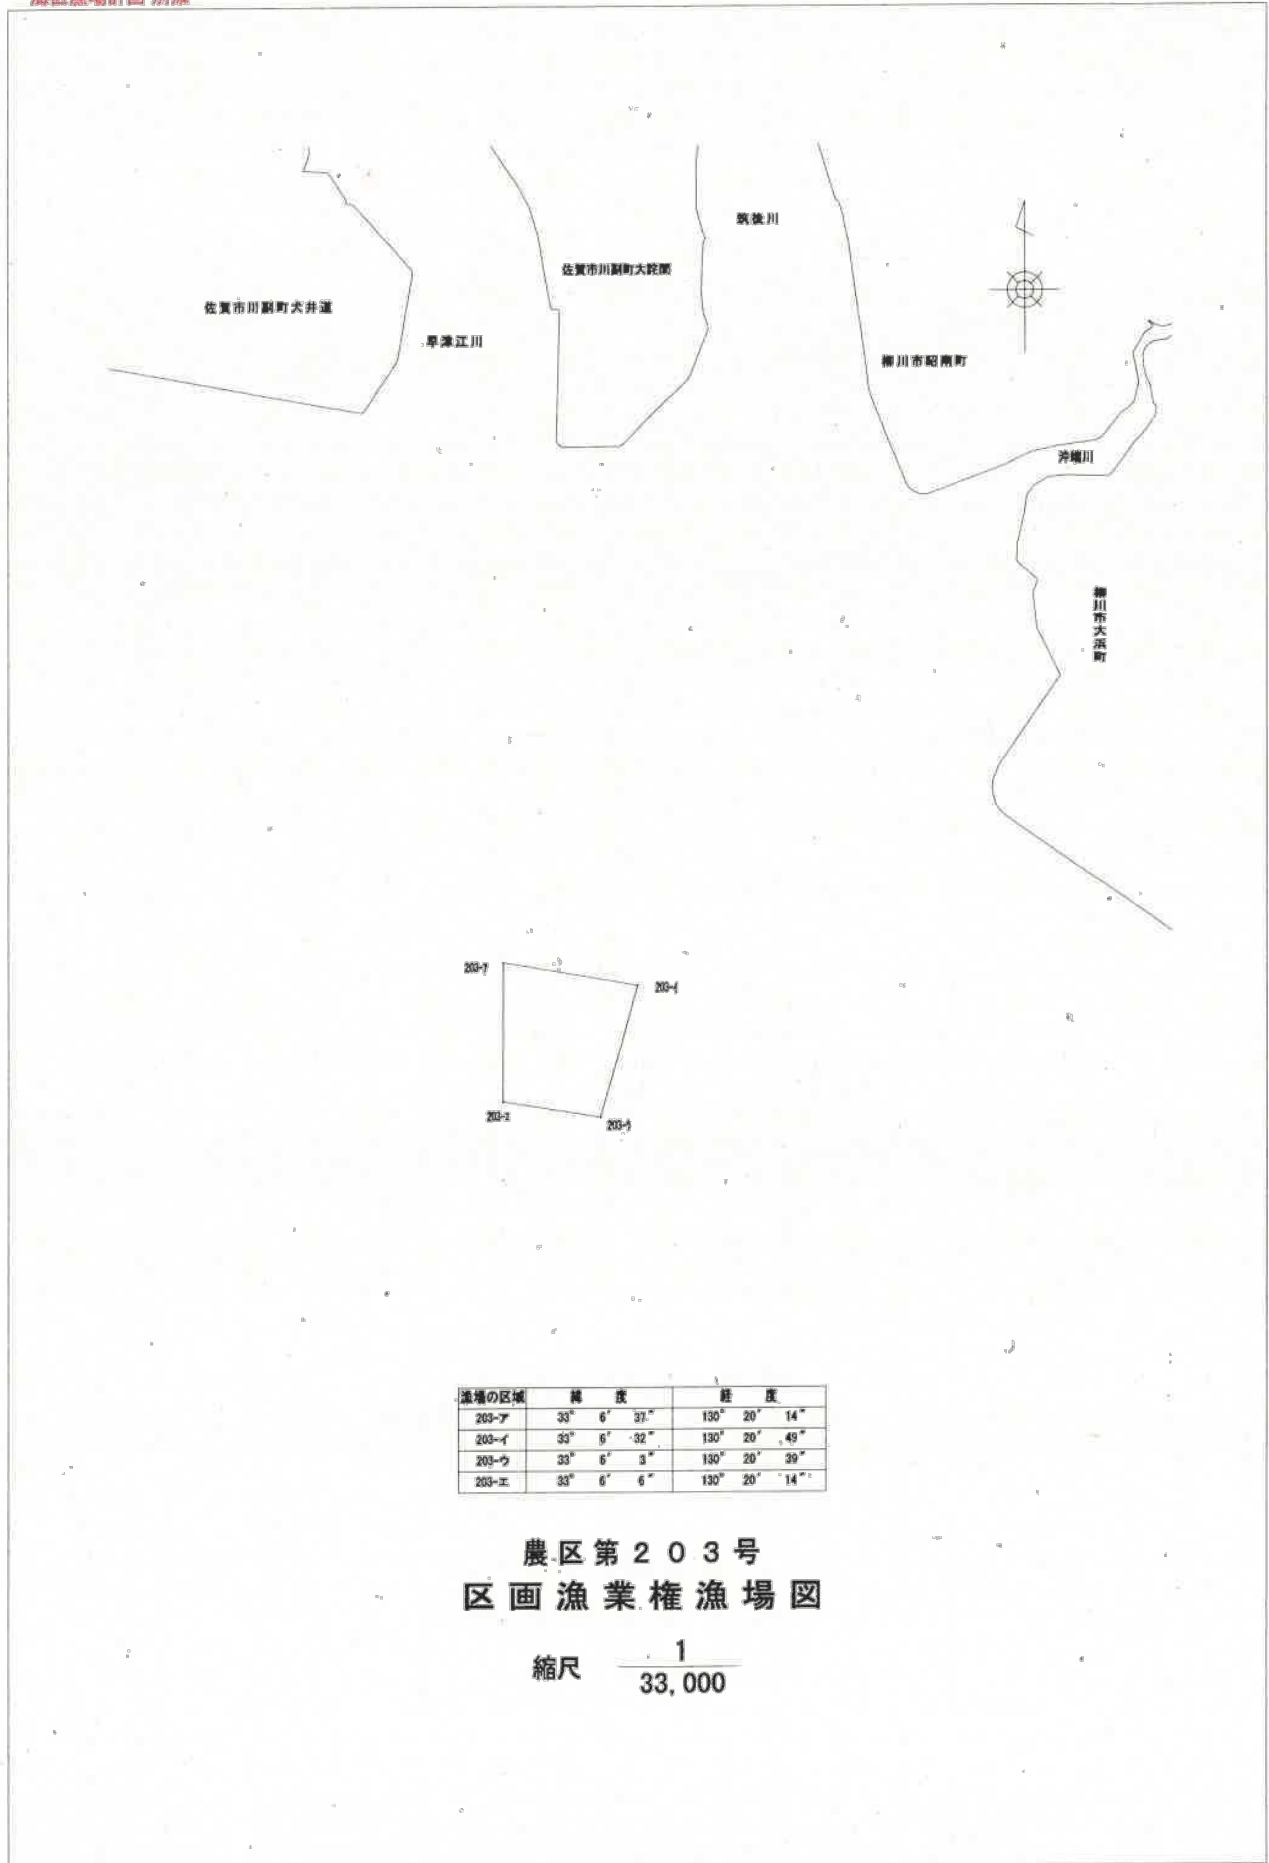 筑後川
佐賀市川副町大詫間
佐賀市川副町犬井道
早津江川
柳川市昭南町
沖端川
柳川市大浜町
203-ア
203-イ
203-エ
203-ウ
漁場の区域 緯 度 経 度
203-ア 33° 6′ 37″ 130° 20′ 14″
203-イ 33° 6′ 32″ 130° 20′ 49″
203-ウ 33° 6′ 3″ 130° 20′ 39″
203-エ 33° 6′ 6″ 130° 20′ 14″
農区第203号
区画漁業権漁場図
縮尺 1
33,000